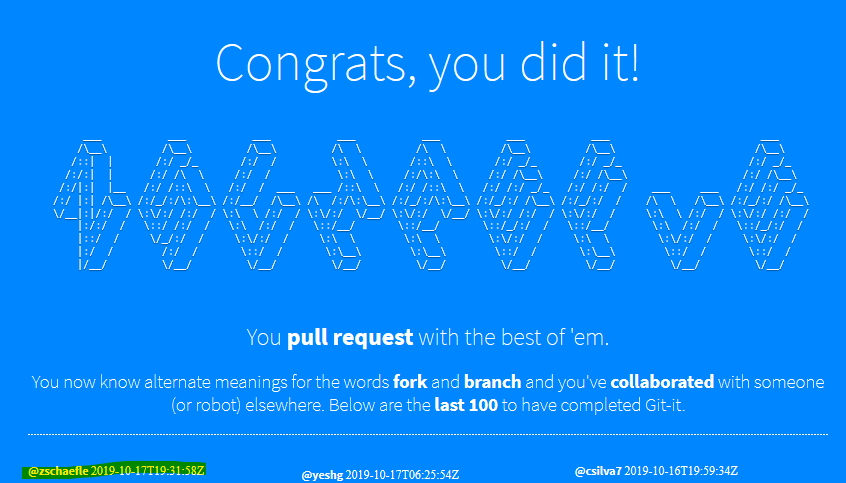 Congrats, you did it!
You pull request with the best of 'em.
You now know alternate meanings for the words fork and branch and you've collaborated with someone
(or robot) elsewhere. Below are the last 100 to have completed Git-it.
@zschaefle 2019-10-17T19:31:58Z
@yeshg 2019-10-17T06:25:54Z
@csilva7 2019-10-16T19:59:34Z